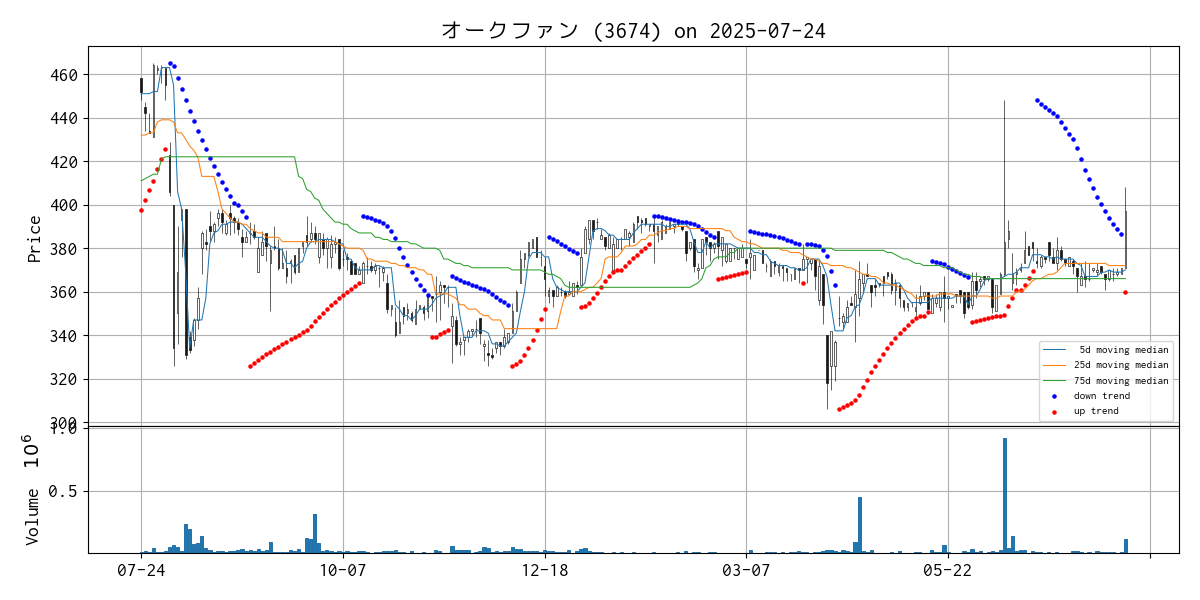 オークファン (3674) on 2025-07-24
Price
460
440
420
400
380
360
340
320
300
5d moving median
25d moving median
75d moving median
down trend
up trend
Volume 10^6
1.0
0.5
07-24
10-07
12-18
03-07
05-22